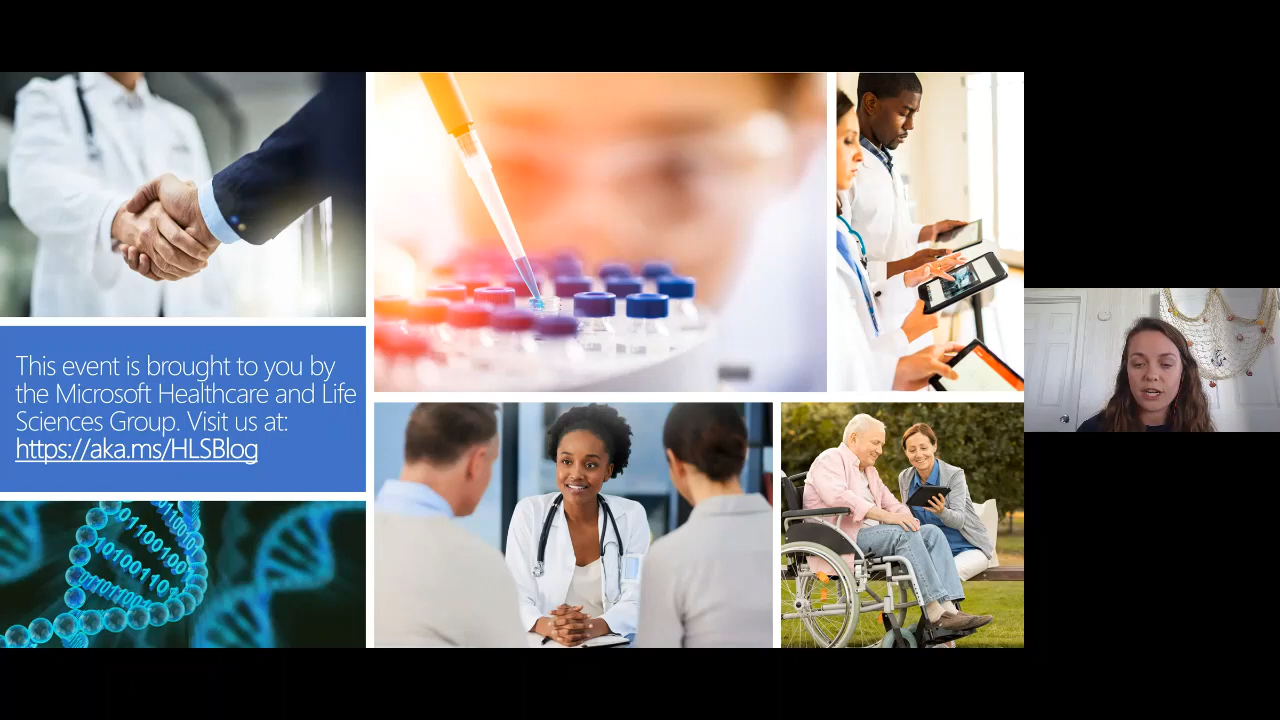 This event is brought to you by
the Microsoft Healthcare and Life
Sciences Group. Visit us at:
https://aka.ms/HLSBlog